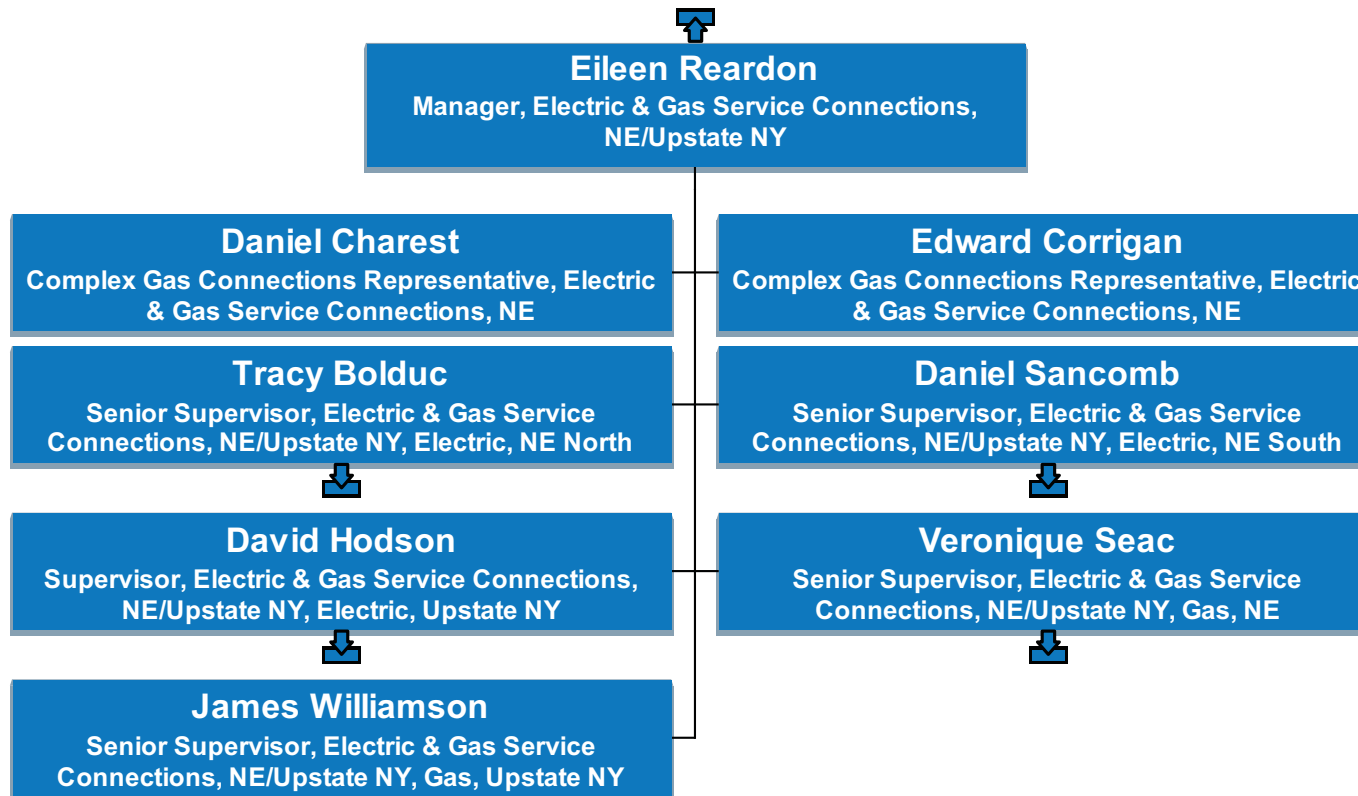 Eileen Reardon
Manager, Electric & Gas Service Connections,
NE/Upstate NY
Daniel Charest
Complex Gas Connections Representative, Electric
& Gas Service Connections, NE
Edward Corrigan
Complex Gas Connections Representative, Electric
& Gas Service Connections, NE
Tracy Bolduc
Senior Supervisor, Electric & Gas Service
Connections, NE/Upstate NY, Electric, NE North
Daniel Sancomb
Senior Supervisor, Electric & Gas Service
Connections, NE/Upstate NY, Electric, NE South
David Hodson
Supervisor, Electric & Gas Service Connections,
NE/Upstate NY, Electric, Upstate NY
Veronique Seac
Senior Supervisor, Electric & Gas Service
Connections, NE/Upstate NY, Gas, NE
James Williamson
Senior Supervisor, Electric & Gas Service
Connections, NE/Upstate NY, Gas, Upstate NY